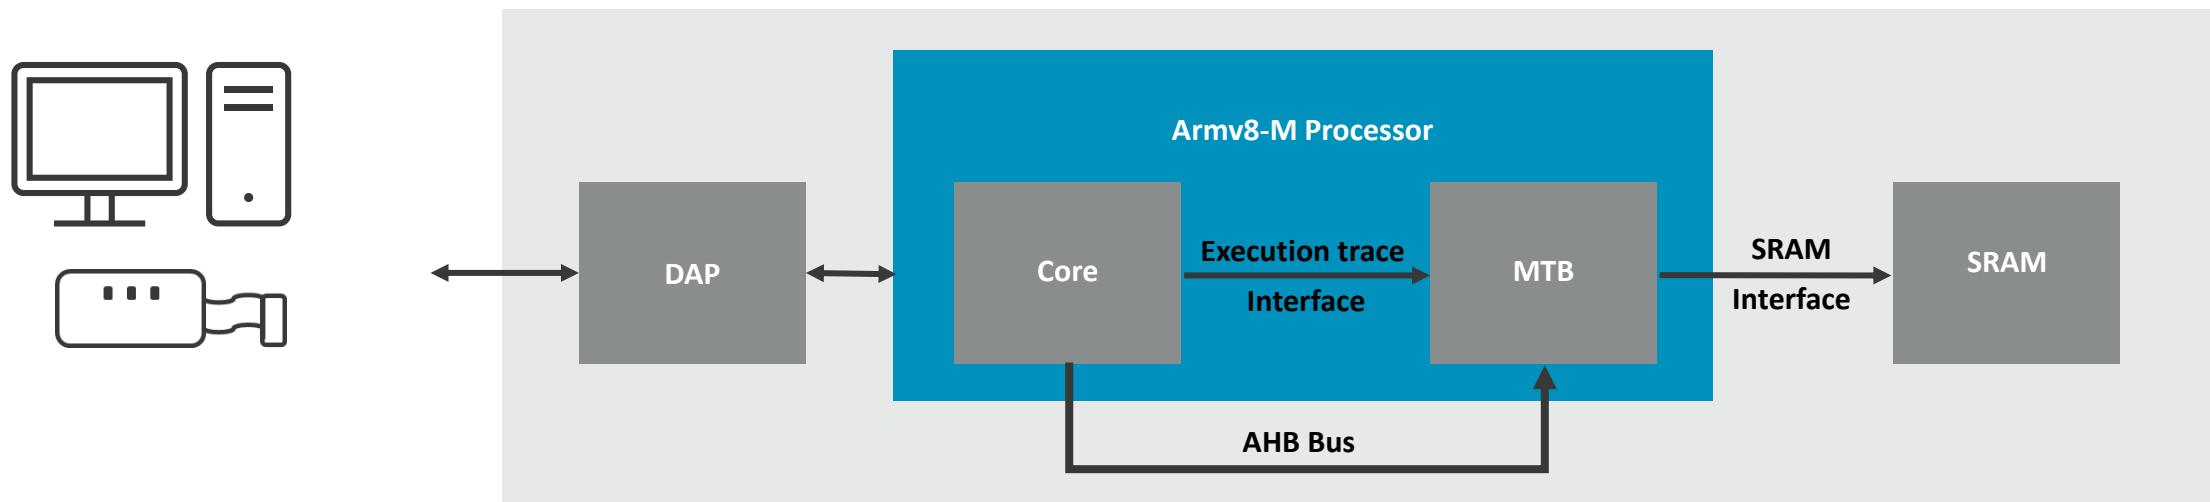 Armv8-M Processor
DAP
Core
Execution trace
Interface
MTB
SRAM
Interface
SRAM
AHB Bus